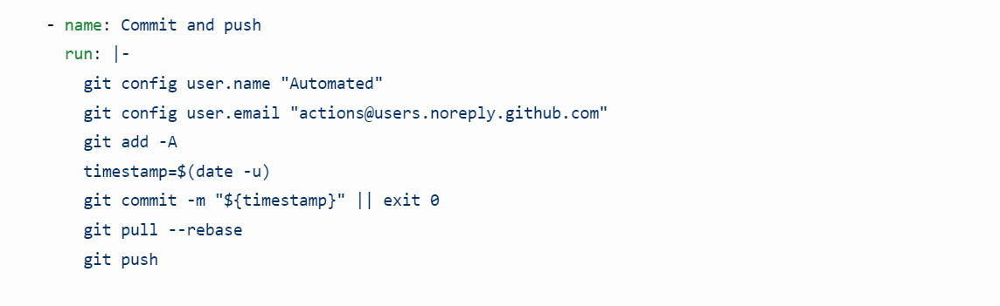 - name: Commit and push
run: |-
git config user.name "Automated"
git config user.email "actions@users.noreply.github.com"
git add -A
timestamp=$(date -u)
git commit -m "${timestamp}" || exit 0
git pull --rebase
git push